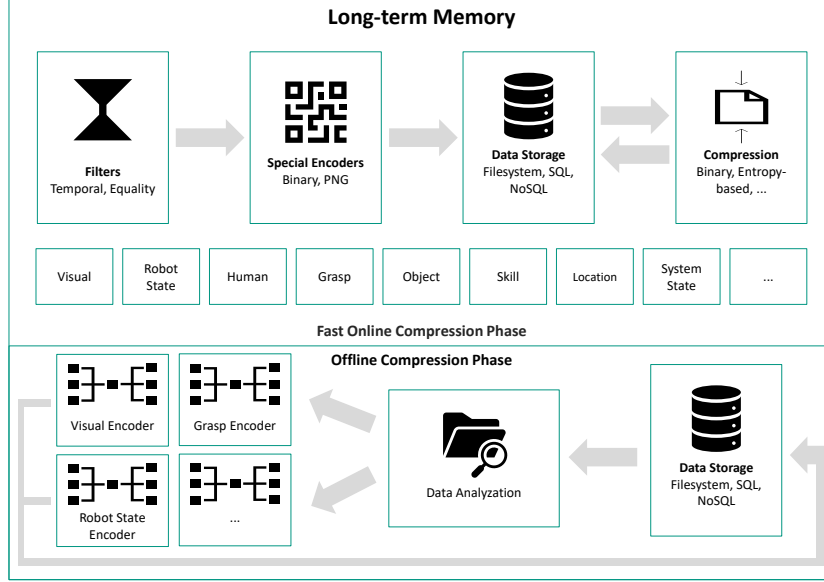 Long-term Memory
Filters
Temporal, Equality
Special Encoders
Binary, PNG
Data Storage
Filesystem, SQL,
NoSQL
Compression
Binary, Entropy-
based, ...
Visual
Robot
State
Human
Grasp
Object
Skill
Location
System
State
...
Fast Online Compression Phase
Offline Compression Phase
Visual Encoder
Grasp Encoder
Robot State
Encoder
...
Data Analyzation
Data Storage
Filesystem, SQL,
NoSQL